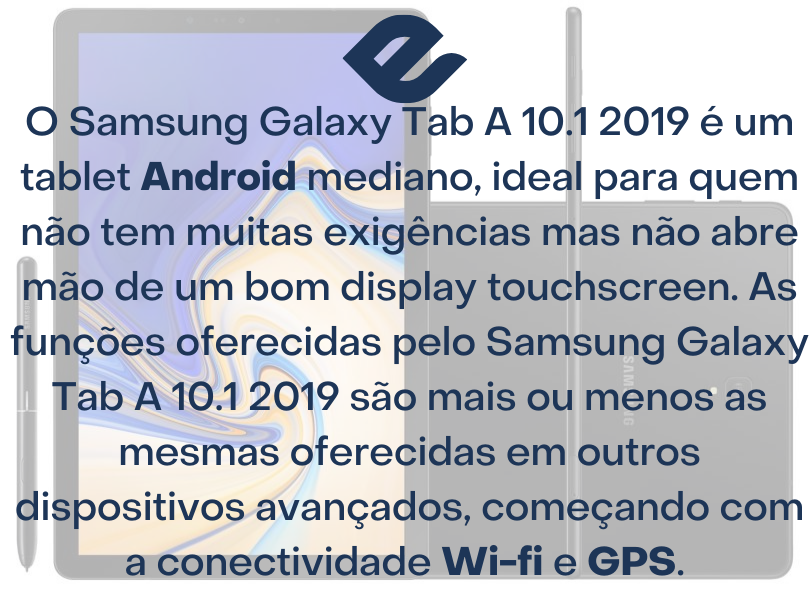 O Samsung Galaxy Tab A 10.1 2019 é um
tablet Android mediano, ideal para quem
não tem muitas exigências mas não abre
mão de um bom display touchscreen. As
funções oferecidas pelo Samsung Galaxy
Tab A 10.1 2019 são mais ou menos as
mesmas oferecidas em outros
dispositivos avançados, começando com
a conectividade Wi-fi e GPS.
SAMSUNG